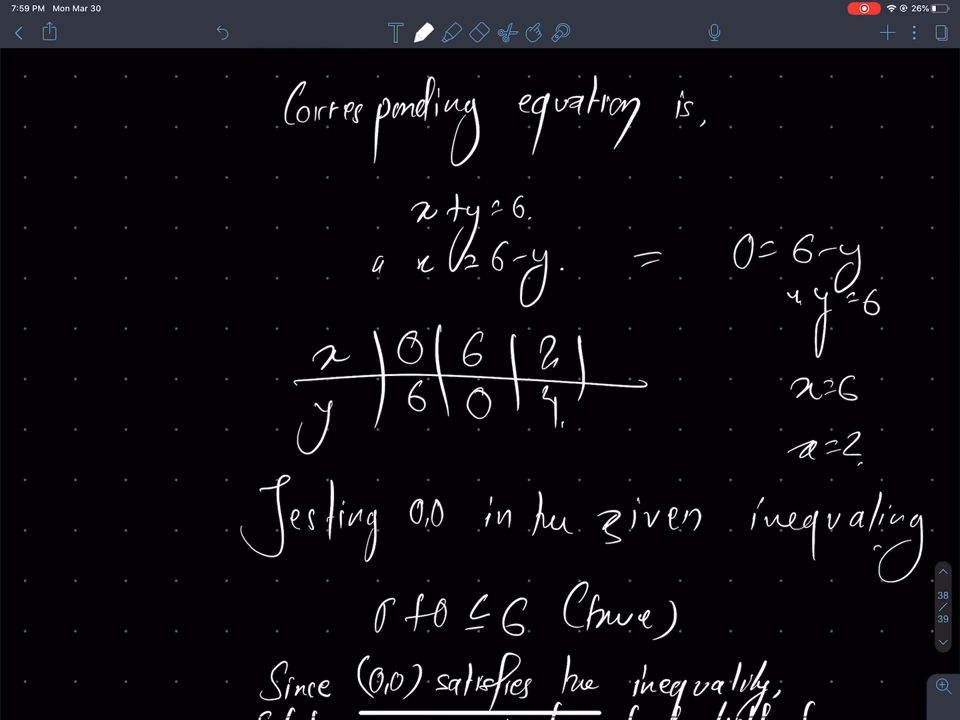 7:59 PM Mon Mar 30
26%
Corresponding equation is,
x + y = 6.
x = 6 - y. = 0 = 6 - y
y = 6
x | 0 | 6 | 2 |
y | 6 | 0 | 4.
x = 6
x = 2.
Testing 0,0 in the given inequality
0 + 0 ≤ 6 (true)
38
/
39
Since (0,0) satisfies the inequality,